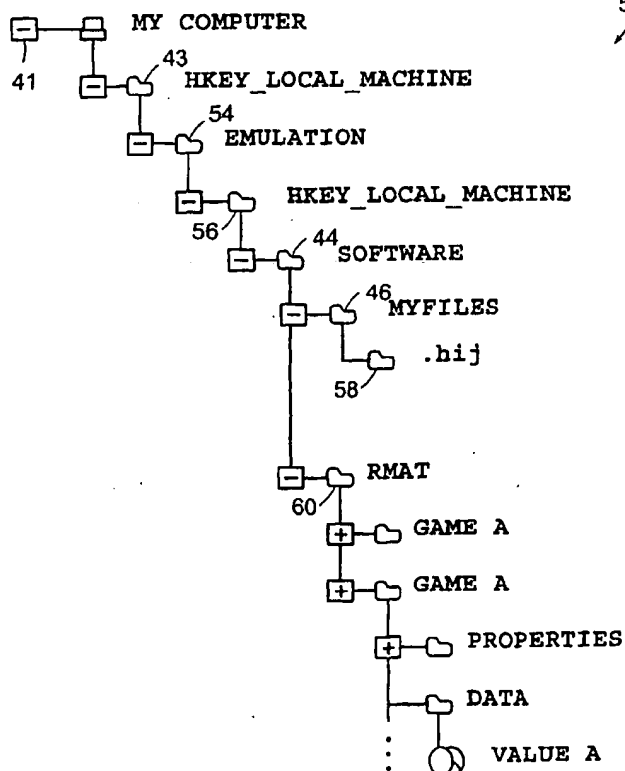 5
MY COMPUTER
41
43
HKEY_LOCAL_MACHINE
54
EMULATION
HKEY_LOCAL_MACHINE
56
44
SOFTWARE
46
MYFILES
.hij
58
RMAT
60
GAME A
GAME A
PROPERTIES
DATA
VALUE A